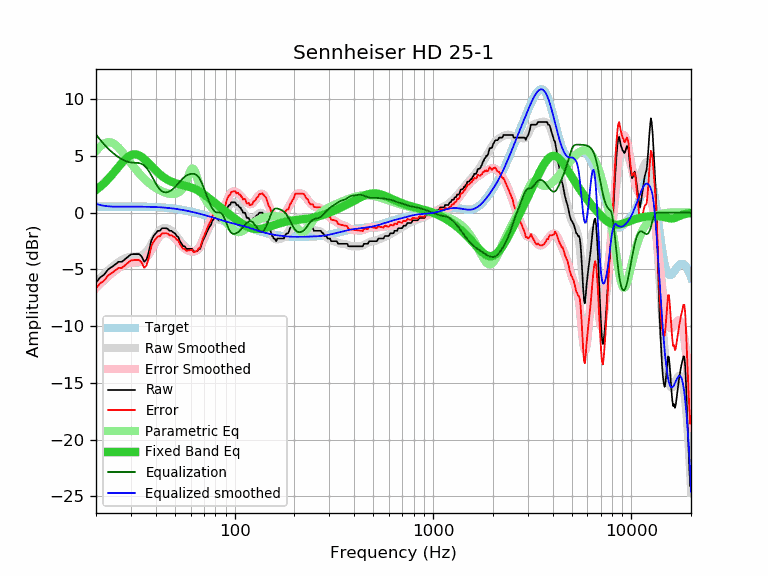 Sennheiser HD 25-1
Amplitude (dBr)
10
5
0
−5
−10
−15
−20
−25
Target
Raw Smoothed
Error Smoothed
Raw
Error
Parametric Eq
Fixed Band Eq
Equalization
Equalized smoothed
100
1000
10000
Frequency (Hz)